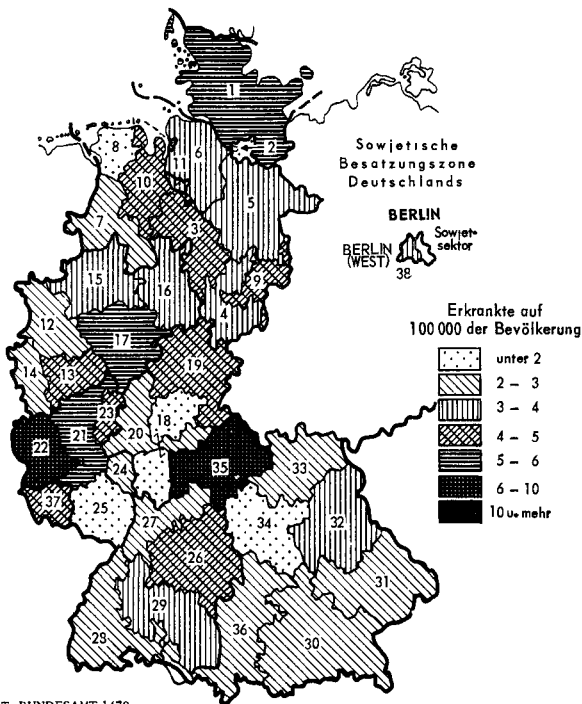 1
2
8
6
11
10
Sowjetische
Besatzungszone
Deutschlands
5
7
3
BERLIN
BERLIN
(WEST)
Sowjet-
sektor
38
9
15
16
4
12
17
14
13
19
23
18
20
22
21
24
35
33
37
25
27
34
32
26
31
29
28
36
30
Erkrankte auf
100 000 der Bevölkerung
unter 2
2 – 3
3 – 4
4 – 5
5 – 6
6 – 10
10 u. mehr
BUNDESAMT 1470